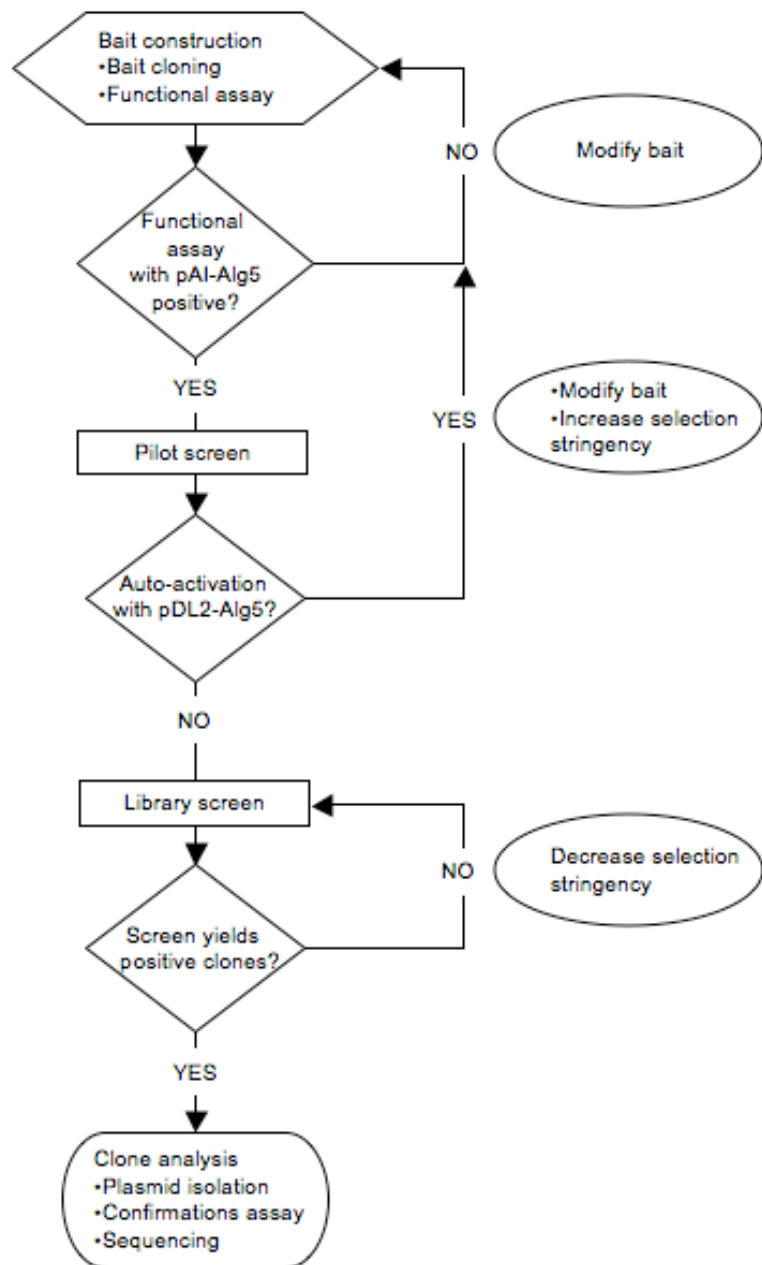 Bait construction
•Bait cloning
•Functional assay
NO
Modify bait
Functional
assay
with pAI-Alg5
positive?
YES
•Modify bait
•Increase selection
stringency
YES
Pilot screen
Auto-activation
with pDL2-Alg5?
NO
Library screen
Decrease selection
stringency
NO
Screen yields
positive clones?
YES
Clone analysis
•Plasmid isolation
•Confirmations assay
•Sequencing